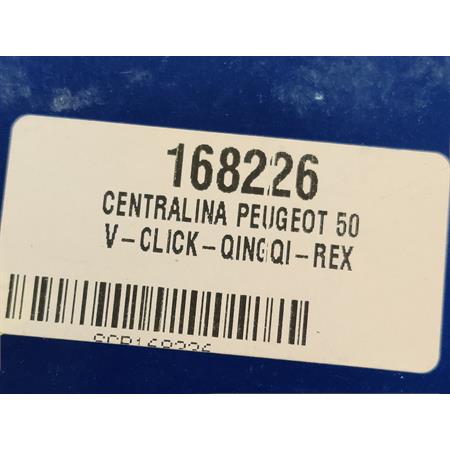 168226
CENTRALINA PEUGEOT 50
V-CLICK-QINGQI-REX